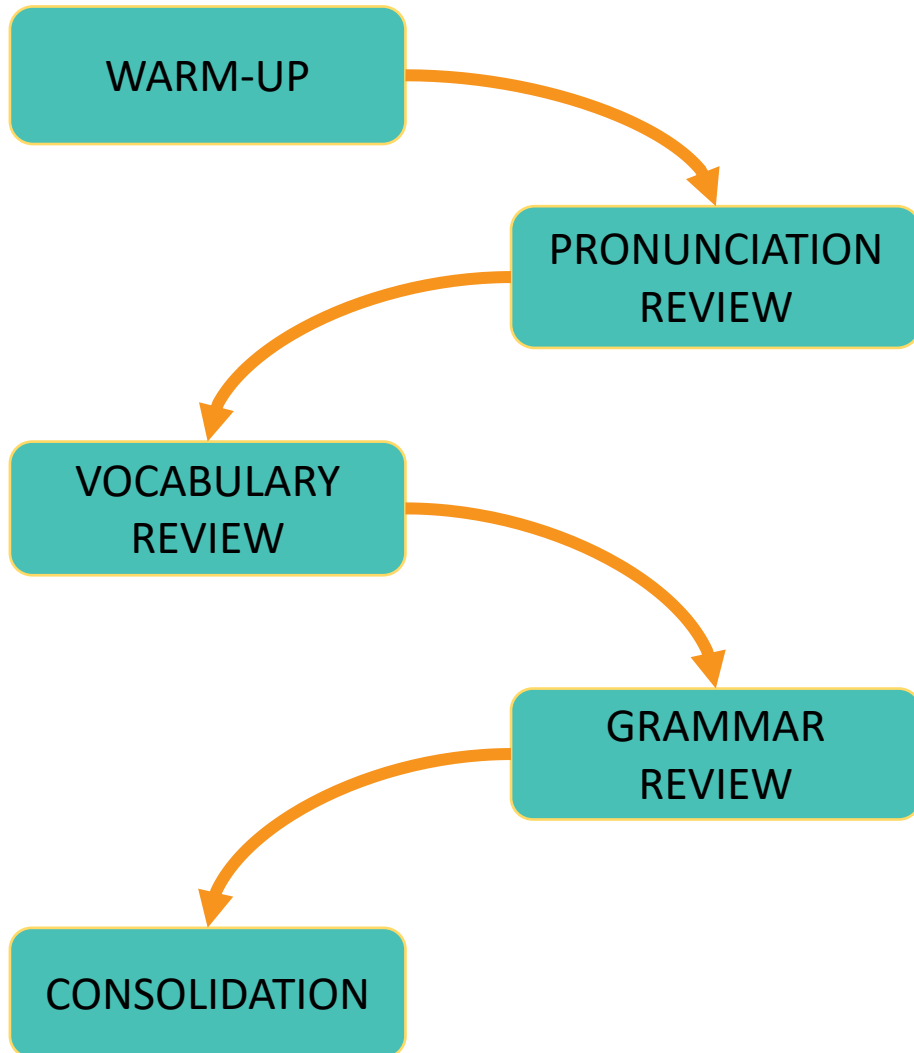 WARM-UP
PRONUNCIATION
REVIEW
VOCABULARY
REVIEW
GRAMMAR
REVIEW
CONSOLIDATION